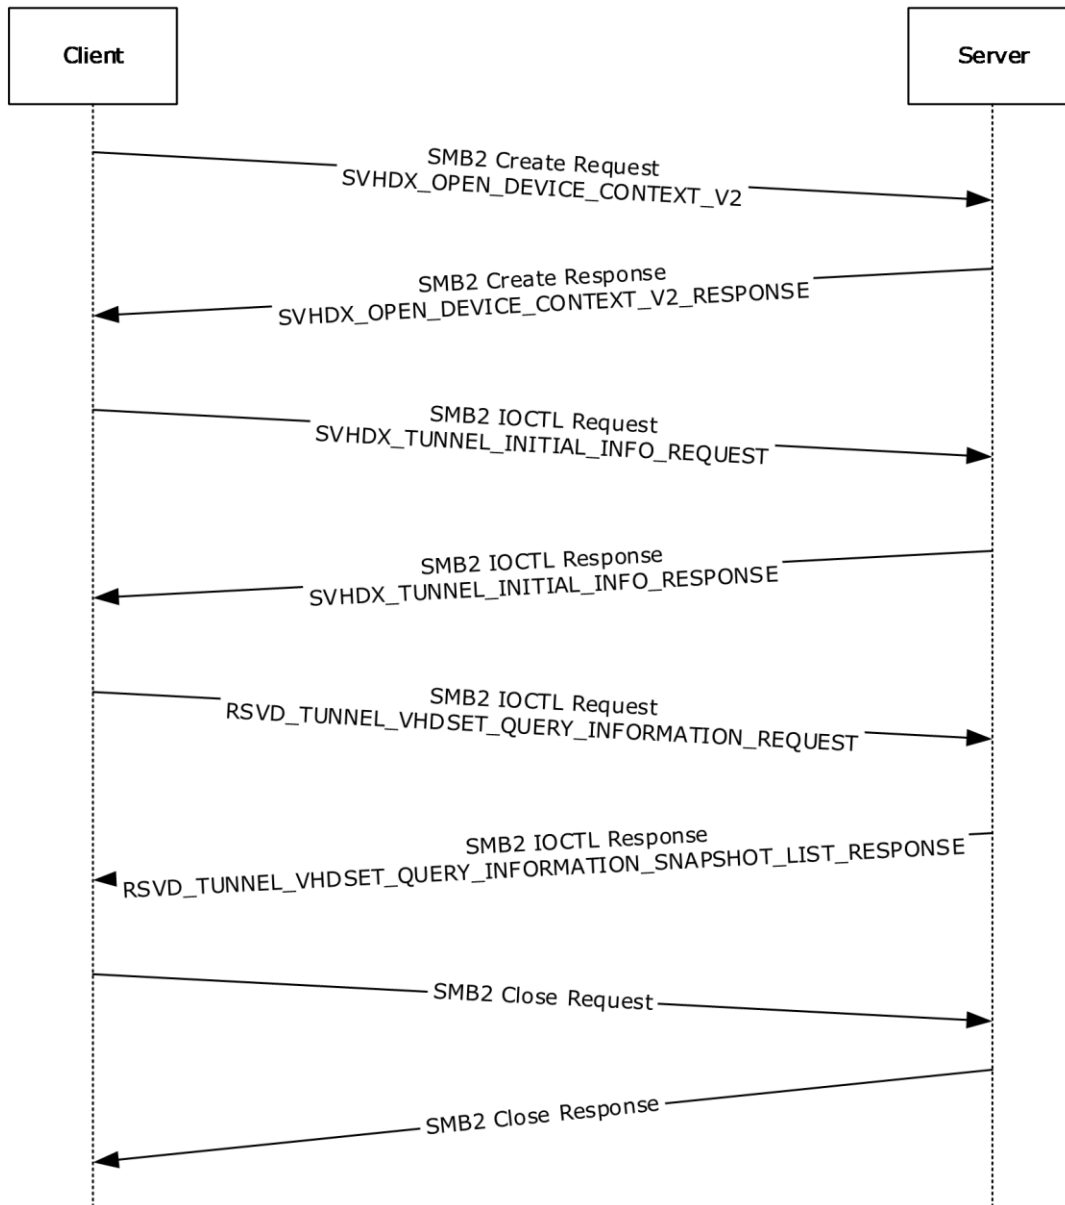 Client
Server
SMB2 Create Request
SVHDX_OPEN_DEVICE_CONTEXT_V2
SMB2 Create Response
SVHDX_OPEN_DEVICE_CONTEXT_V2_RESPONSE
SMB2 IOCTL Request
SVHDX_TUNNEL_INITIAL_INFO_REQUEST
SMB2 IOCTL Response
SVHDX_TUNNEL_INITIAL_INFO_RESPONSE
SMB2 IOCTL Request
RSVD_TUNNEL_VHDSET_QUERY_INFORMATION_REQUEST
SMB2 IOCTL Response
RSVD_TUNNEL_VHDSET_QUERY_INFORMATION_SNAPSHOT_LIST_RESPONSE
SMB2 Close Request
SMB2 Close Response